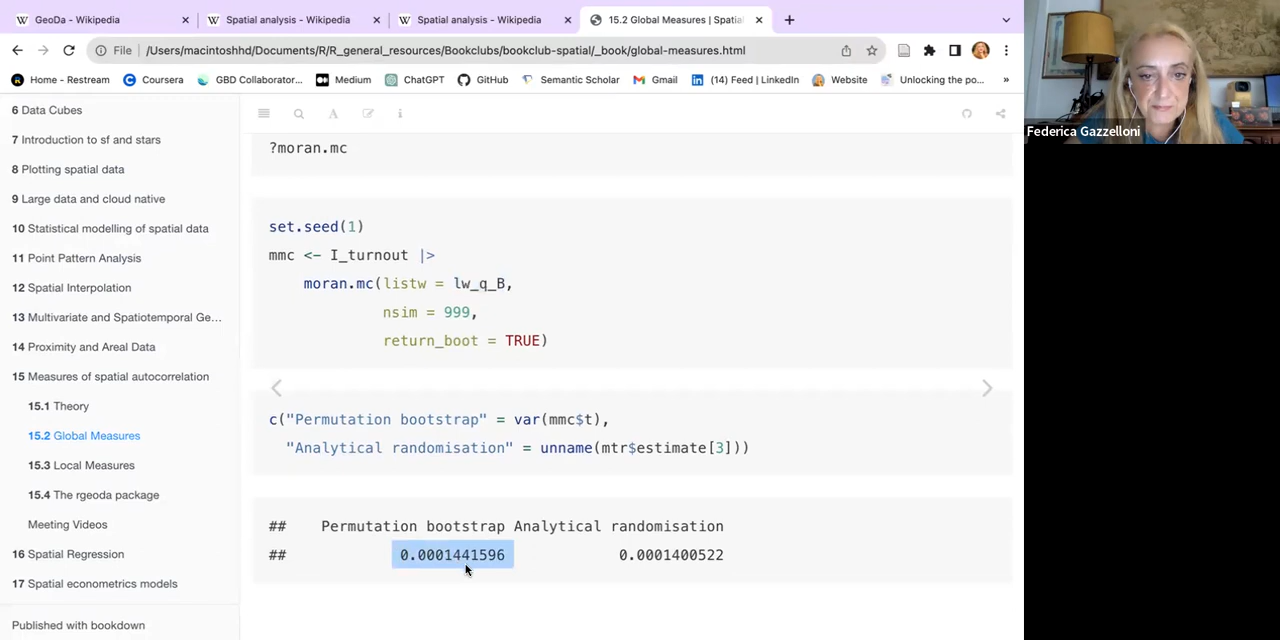 GeoDa - Wikipedia
Spatial analysis - Wikipedia
Spatial analysis - Wikipedia
15.2 Global Measures | Spatial
File /Users/macintoshhd/Documents/R/R_general_resources/Bookclubs/bookclub-spatial/_book/global-measures.html
Home - Restream
Coursera
GBD Collaborator...
Medium
ChatGPT
GitHub
Semantic Scholar
Gmail
(14) Feed | LinkedIn
Website
Unlocking the po...
»
6 Data Cubes
7 Introduction to sf and stars
8 Plotting spatial data
9 Large data and cloud native
10 Statistical modelling of spatial data
11 Point Pattern Analysis
12 Spatial Interpolation
13 Multivariate and Spatiotemporal Ge...
14 Proximity and Areal Data
15 Measures of spatial autocorrelation
15.1 Theory
15.2 Global Measures
15.3 Local Measures
15.4 The rgeoda package
Meeting Videos
16 Spatial Regression
17 Spatial econometrics models
Published with bookdown
?moran.mc
set.seed(1)
mmc <- I_turnout |>
moran.mc(listw = lw_q_B,
nsim = 999,
return_boot = TRUE)
c("Permutation bootstrap" = var(mmc$t),
"Analytical randomisation" = unname(mtr$estimate[3]))
## Permutation bootstrap Analytical randomisation
## 0.0001441596 0.0001400522
Federica Gazzelloni